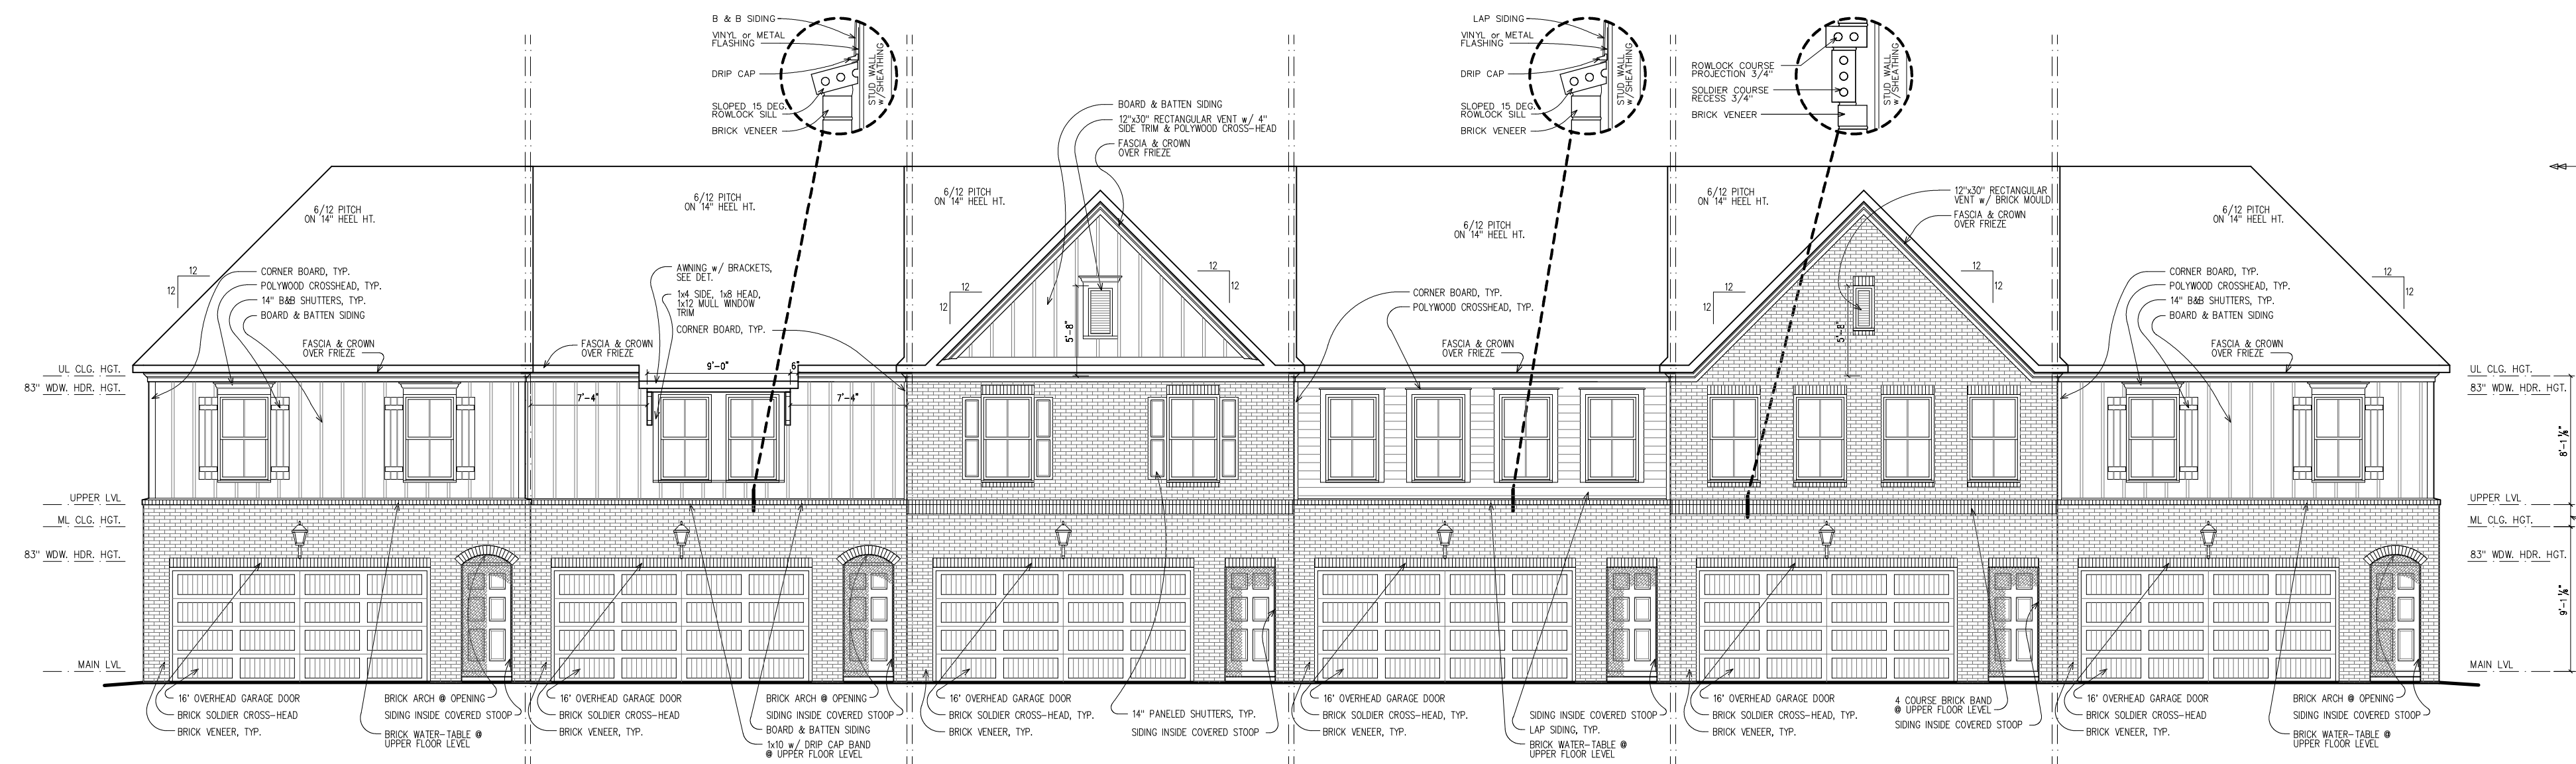 B & B SIDING
VINYL or METAL
FLASHING
DRIP CAP
SLOPED 15 DEG.
ROWLOCK SILL
BRICK VENEER
STUD WALL
w/SHEATHING
LAP SIDING
VINYL or METAL
FLASHING
DRIP CAP
SLOPED 15 DEG.
ROWLOCK SILL
BRICK VENEER
STUD WALL
w/SHEATHING
ROWLOCK COURSE
PROJECTION 3/4"
SOLDIER COURSE
RECESS 3/4"
BRICK VENEER
STUD WALL
w/SHEATHING
BOARD & BATTEN SIDING
12"x30" RECTANGULAR VENT w/ 4"
SIDE TRIM & POLYWOOD CROSS-HEAD
FASCIA & CROWN
OVER FRIEZE
6/12 PITCH
ON 14" HEEL HT.
6/12 PITCH
ON 14" HEEL HT.
6/12 PITCH
ON 14" HEEL HT.
6/12 PITCH
ON 14" HEEL HT.
6/12 PITCH
ON 14" HEEL HT.
6/12 PITCH
ON 14" HEEL HT.
12"x30" RECTANGULAR
VENT w/ BRICK MOULD
FASCIA & CROWN
OVER FRIEZE
12
12
CORNER BOARD, TYP.
POLYWOOD CROSSHEAD, TYP.
14" B&B SHUTTERS, TYP.
BOARD & BATTEN SIDING
FASCIA & CROWN
OVER FRIEZE
AWNING w/ BRACKETS,
SEE DET.
1x4 SIDE, 1x8 HEAD,
1x12 MULL WINDOW
TRIM
CORNER BOARD, TYP.
FASCIA & CROWN
OVER FRIEZE
9'-0"
6"
7'-4"
7'-4"
12
12
12
12
5'-8"
CORNER BOARD, TYP.
POLYWOOD CROSSHEAD, TYP.
FASCIA & CROWN
OVER FRIEZE
12
12
12
12
5'-8"
12
12
CORNER BOARD, TYP.
POLYWOOD CROSSHEAD, TYP.
14" B&B SHUTTERS, TYP.
BOARD & BATTEN SIDING
FASCIA & CROWN
OVER FRIEZE
UL CLG. HGT.
83" WDW. HDR. HGT.
UPPER LVL
ML CLG. HGT.
83" WDW. HDR. HGT.
MAIN LVL
UL CLG. HGT.
83" WDW. HDR. HGT.
UPPER LVL
ML CLG. HGT.
83" WDW. HDR. HGT.
MAIN LVL
16' OVERHEAD GARAGE DOOR
BRICK SOLDIER CROSS-HEAD
BRICK VENEER, TYP.
BRICK ARCH @ OPENING
SIDING INSIDE COVERED STOOP
BRICK WATER-TABLE @
UPPER FLOOR LEVEL
16' OVERHEAD GARAGE DOOR
BRICK SOLDIER CROSS-HEAD
BRICK VENEER, TYP.
BRICK ARCH @ OPENING
SIDING INSIDE COVERED STOOP
BOARD & BATTEN SIDING
1x10 w/ DRIP CAP BAND
@ UPPER FLOOR LEVEL
16' OVERHEAD GARAGE DOOR
BRICK SOLDIER CROSS-HEAD, TYP.
BRICK VENEER, TYP.
14" PANELED SHUTTERS, TYP.
SIDING INSIDE COVERED STOOP
16' OVERHEAD GARAGE DOOR
BRICK SOLDIER CROSS-HEAD, TYP.
BRICK VENEER, TYP.
SIDING INSIDE COVERED STOOP
LAP SIDING, TYP.
BRICK WATER-TABLE @
UPPER FLOOR LEVEL
16' OVERHEAD GARAGE DOOR
BRICK SOLDIER CROSS-HEAD, TYP.
BRICK VENEER, TYP.
4 COURSE BRICK BAND
@ UPPER FLOOR LEVEL
SIDING INSIDE COVERED STOOP
16' OVERHEAD GARAGE DOOR
BRICK SOLDIER CROSS-HEAD
BRICK VENEER, TYP.
BRICK ARCH @ OPENING
SIDING INSIDE COVERED STOOP
BRICK WATER-TABLE @
UPPER FLOOR LEVEL